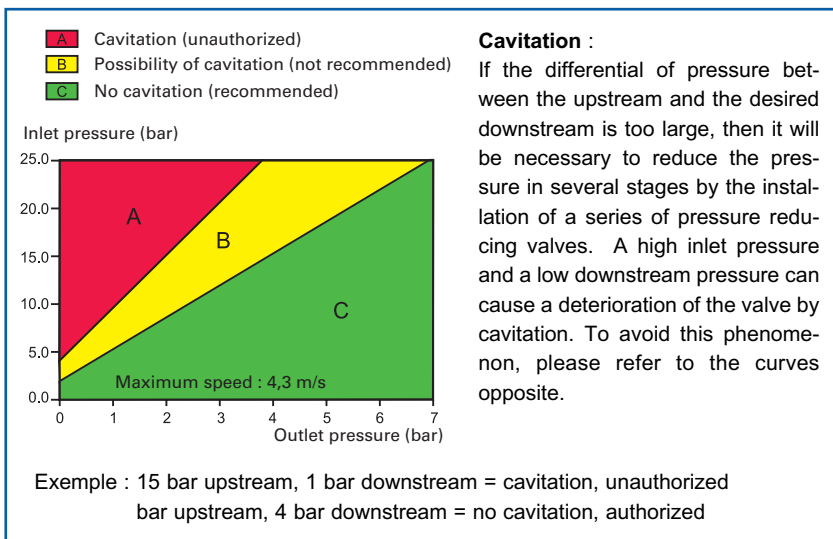 A Cavitation (unauthorized)
B Possibility of cavitation (not recommended)
C No cavitation (recommended)
Inlet pressure (bar)
25.0
20.0
15.0
10.0
5.0
0.0
A
B
C
Maximum speed : 4,3 m/s
0 1 2 3 4 5 6 7
Outlet pressure (bar)
Cavitation :
If the differential of pressure bet-
ween the upstream and the desired
downstream is too large, then it will
be necessary to reduce the pres-
sure in several stages by the instal-
lation of a series of pressure redu-
cing valves. A high inlet pressure
and a low downstream pressure can
cause a deterioration of the valve by
cavitation. To avoid this phenome-
non, please refer to the curves
opposite.
Exemple : 15 bar upstream, 1 bar downstream = cavitation, unauthorized
bar upstream, 4 bar downstream = no cavitation, authorized